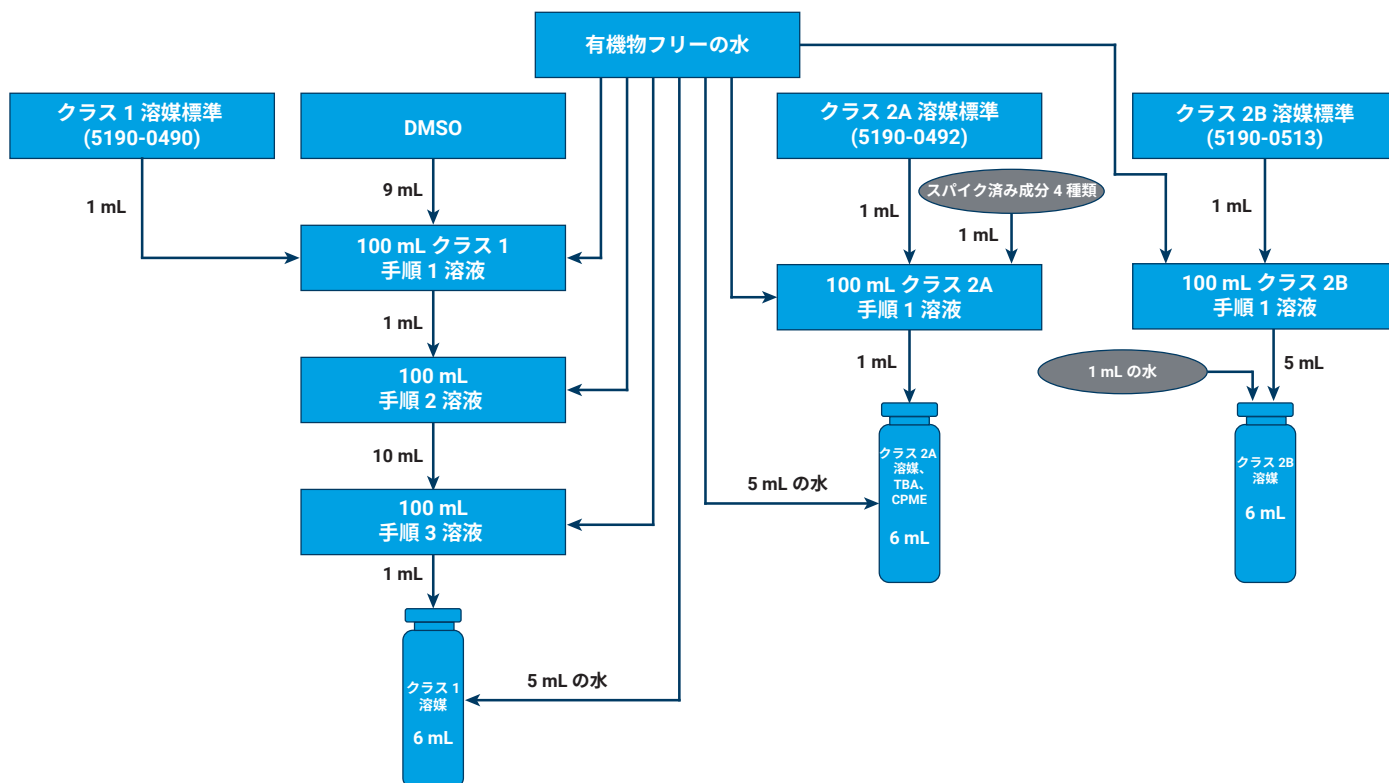 有機物フリーの水
クラス 1 溶媒標準
(5190-0490)
DMSO
クラス 2A 溶媒標準
(5190-0492)
クラス 2B 溶媒標準
(5190-0513)
9 mL
1 mL
スパイク済み成分 4 種類
1 mL
1 mL
1 mL
100 mL クラス 1
手順 1 溶液
100 mL クラス 2A
手順 1 溶液
100 mL クラス 2B
手順 1 溶液
1 mL
1 mL
5 mL
1 mL の水
100 mL
手順 2 溶液
10 mL
クラス 2A
溶媒、
TBA、
CPME
6 mL
クラス 2B
溶媒
6 mL
5 mL の水
100 mL
手順 3 溶液
1 mL
5 mL の水
クラス 1
溶媒
6 mL